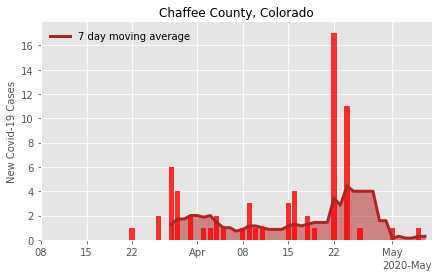 Chaffee County, Colorado
7 day moving average
New Covid-19 Cases
16
14
12
10
8
6
4
2
0
08 15 22 Apr 08 15 22 May
2020-May